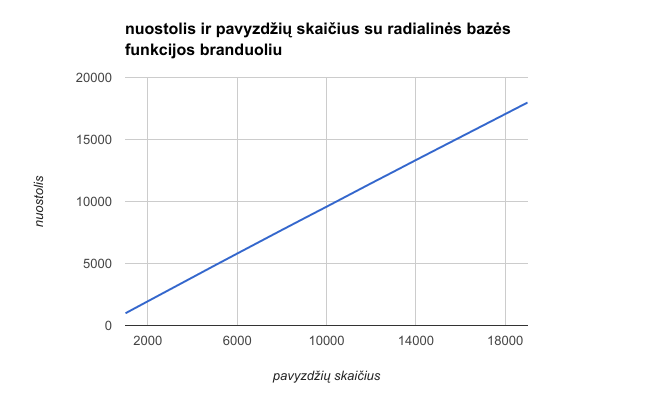 nuostolis ir pavyzdžių skaičius su radialinės bazės
funkcijos branduoliu
20000
15000
10000
5000
0
nuostolis
2000 6000 10000 14000 18000
pavyzdžių skaičius